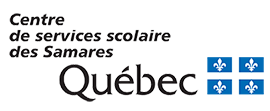 Centre
de services scolaire
des Samares
Québec